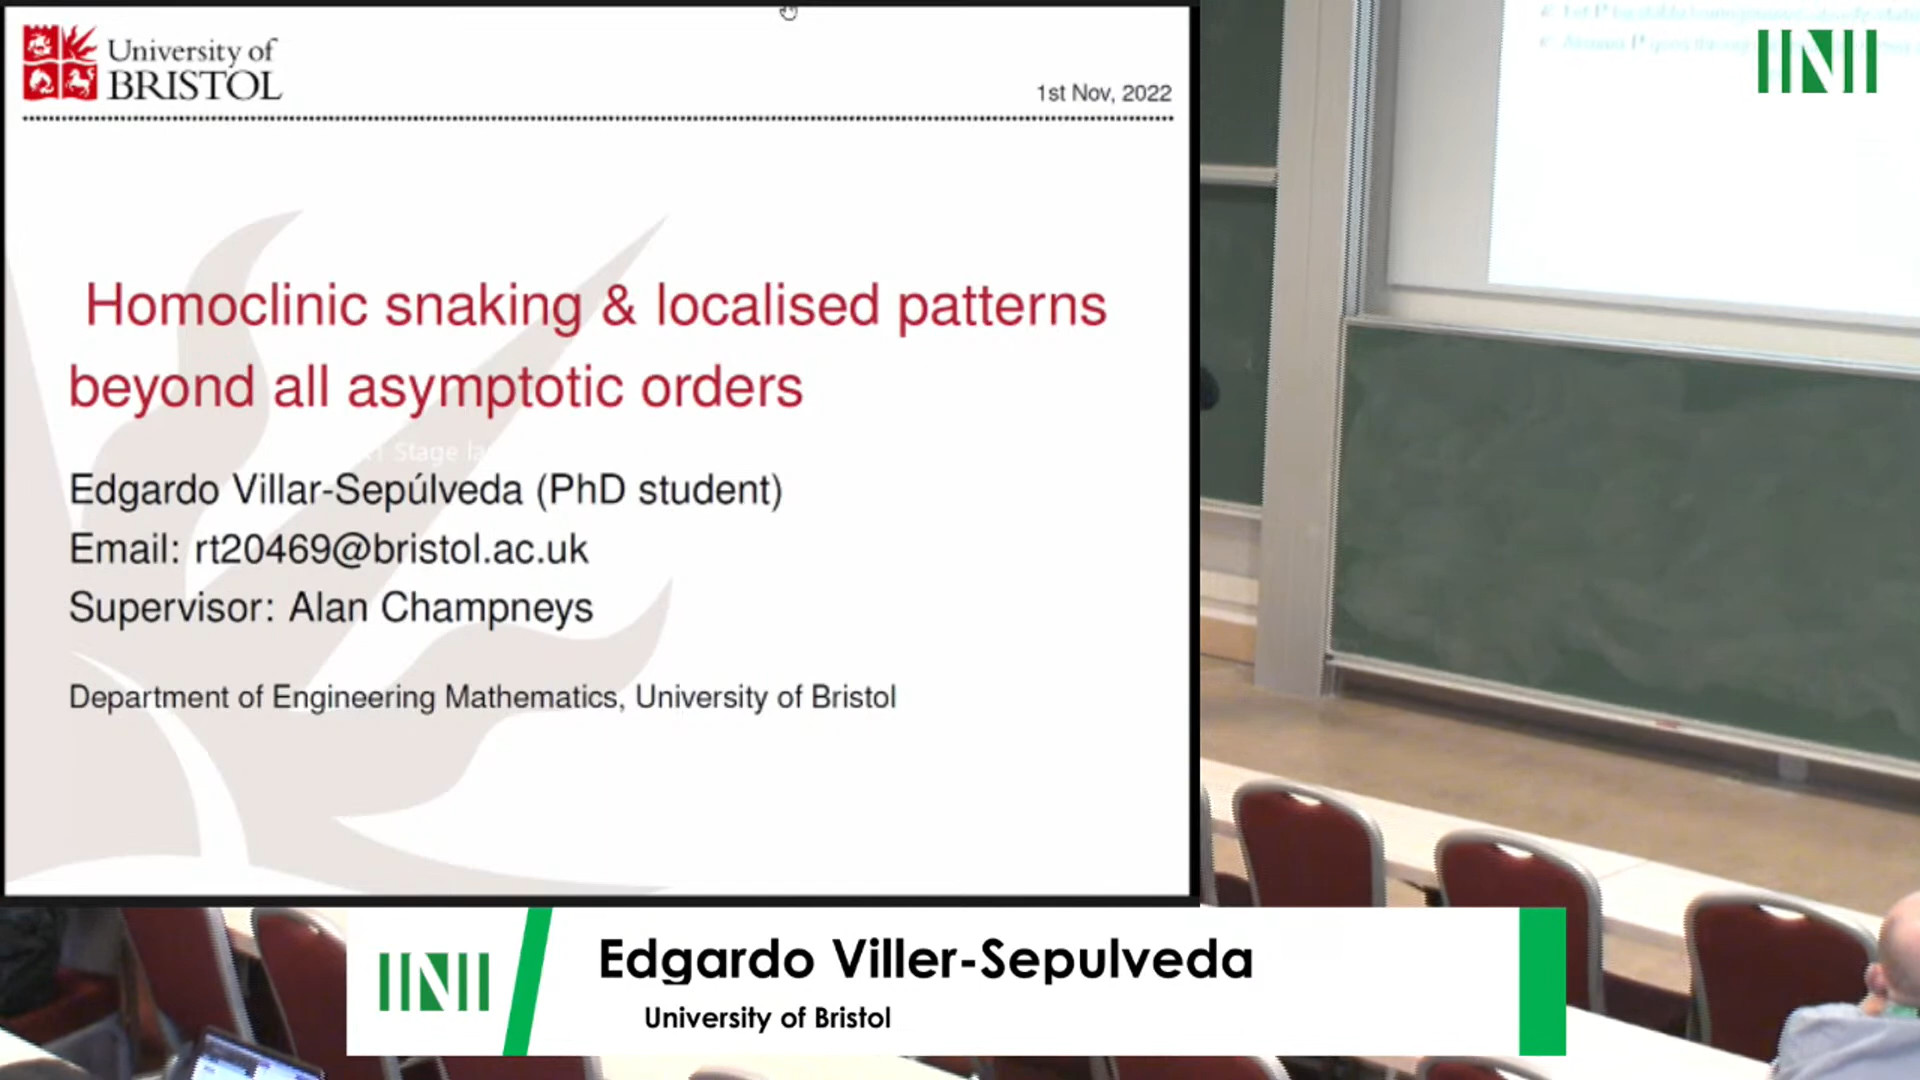 University of
BRISTOL
1st Nov, 2022
Homoclinic snaking & localised patterns
beyond all asymptotic orders
Stage
Edgardo Villar-Sepúlveda (PhD student)
Email: rt20469@bristol.ac.uk
Supervisor: Alan Champneys
Department of Engineering Mathematics, University of Bristol
INI
INI
Edgardo Viller-Sepulveda
University of Bristol